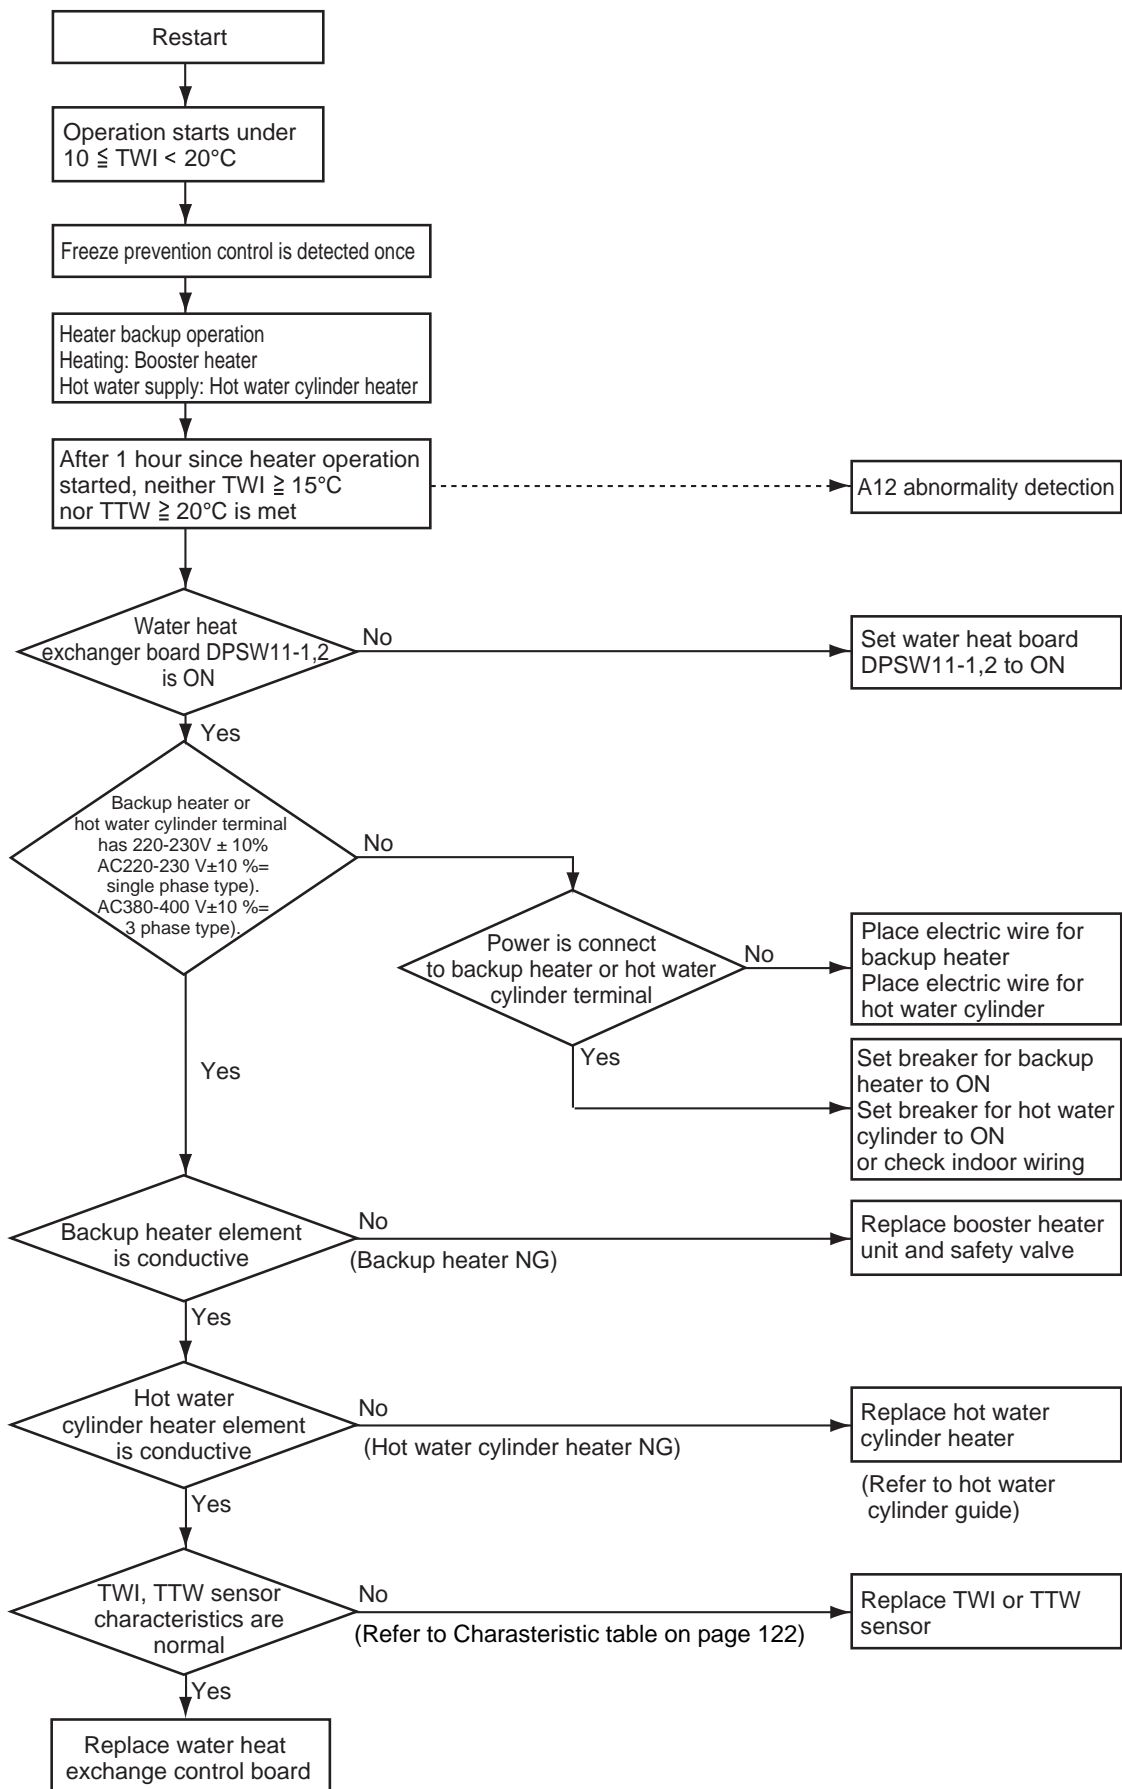 Restart
Operation starts under
10 ≦ TWI < 20°C
Freeze prevention control is detected once
Heater backup operation
Heating: Booster heater
Hot water supply: Hot water cylinder heater
After 1 hour since heater operation
started, neither TWI ≧ 15°C
nor TTW ≧ 20°C is met
A12 abnormality detection
Water heat
exchanger board DPSW11-1,2
is ON
No
Set water heat board
DPSW11-1,2 to ON
Yes
Backup heater or
hot water cylinder terminal
has 220-230V ± 10%
AC220-230 V±10 %=
single phase type).
AC380-400 V±10 %=
3 phase type).
No
Power is connect
to backup heater or hot water
cylinder terminal
No
Place electric wire for
backup heater
Place electric wire for
hot water cylinder
Yes
Set breaker for backup
heater to ON
Set breaker for hot water
cylinder to ON
or check indoor wiring
Yes
Backup heater element
is conductive
No
(Backup heater NG)
Replace booster heater
unit and safety valve
Yes
Hot water
cylinder heater element
is conductive
No
(Hot water cylinder heater NG)
Replace hot water
cylinder heater
(Refer to hot water
cylinder guide)
Yes
TWI, TTW sensor
characteristics are
normal
No
(Refer to Charasteristic table on page 122)
Replace TWI or TTW
sensor
Yes
Replace water heat
exchange control board